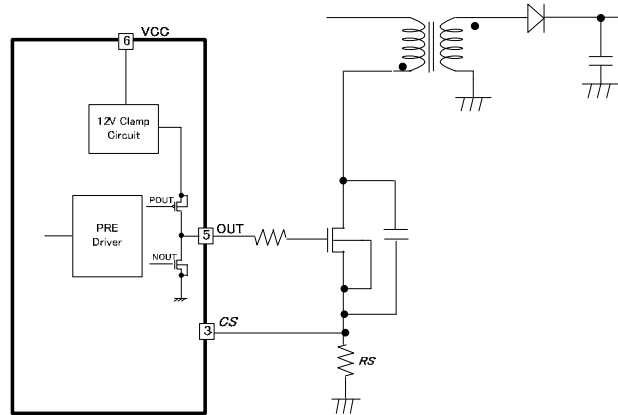 VCC
6
12V Clamp
Circuit
POUT
PRE
Driver
5
OUT
NOUT
3
CS
RS